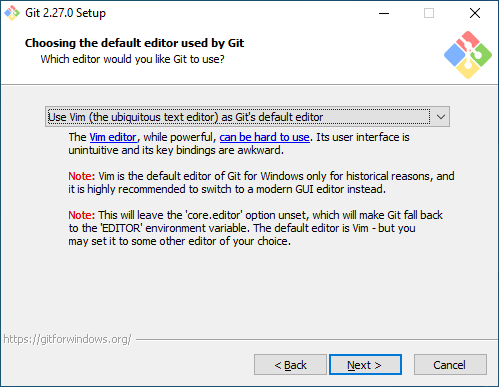 Git 2.27.0 Setup
Choosing the default editor used by Git
Which editor would you like Git to use?
Use Vim (the ubiquitous text editor) as Git's default editor
The Vim editor, while powerful, can be hard to use. Its user interface is
unintuitive and its key bindings are awkward.
Note: Vim is the default editor of Git for Windows only for historical reasons, and
it is highly recommended to switch to a modern GUI editor instead.
Note: This will leave the 'core.editor' option unset, which will make Git fall back
to the 'EDITOR' environment variable. The default editor is Vim - but you
may set it to some other editor of your choice.
https://gitforwindows.org/
< Back
Next >
Cancel